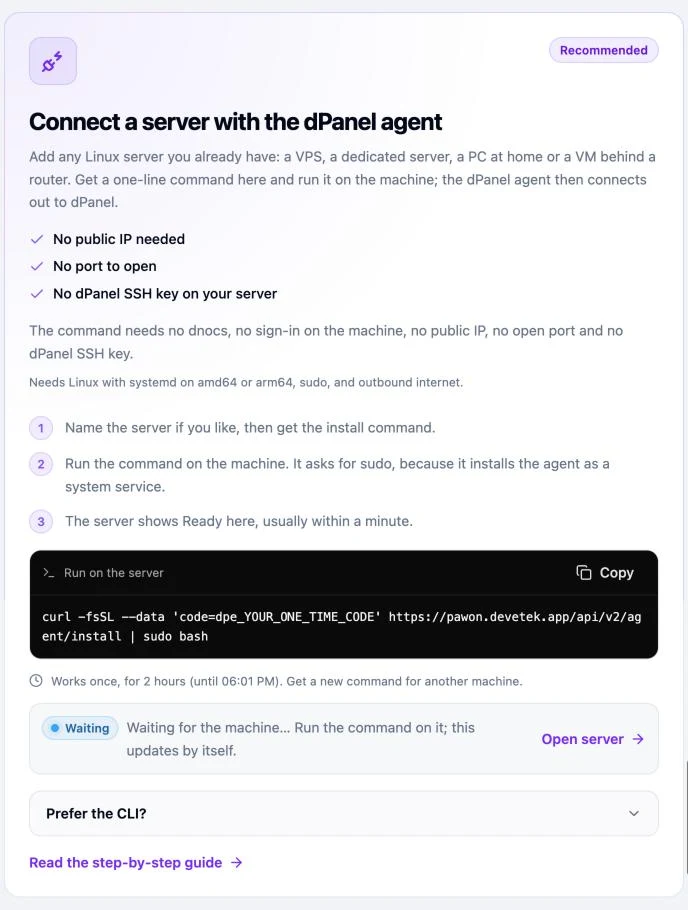 Recommended
Connect a server with the dPanel agent
Add any Linux server you already have: a VPS, a dedicated server, a PC at home or a VM behind a
router. Get a one-line command here and run it on the machine; the dPanel agent then connects
out to dPanel.
No public IP needed
No port to open
No dPanel SSH key on your server
The command needs no dnocs, no sign-in on the machine, no public IP, no open port and no
dPanel SSH key.
Needs Linux with systemd on amd64 or arm64, sudo, and outbound internet.
1 Name the server if you like, then get the install command.
2 Run the command on the machine. It asks for sudo, because it installs the agent as a
system service.
3 The server shows Ready here, usually within a minute.
Run on the server Copy
curl -fsSL --data 'code=dpe_YOUR_ONE_TIME_CODE' https://pawon.devetek.app/api/v2/ag
ent/install | sudo bash
Works once, for 2 hours (until 06:01 PM). Get a new command for another machine.
Waiting Waiting for the machine... Run the command on it; this
updates by itself.
Open server →
Prefer the CLI?
Read the step-by-step guide →